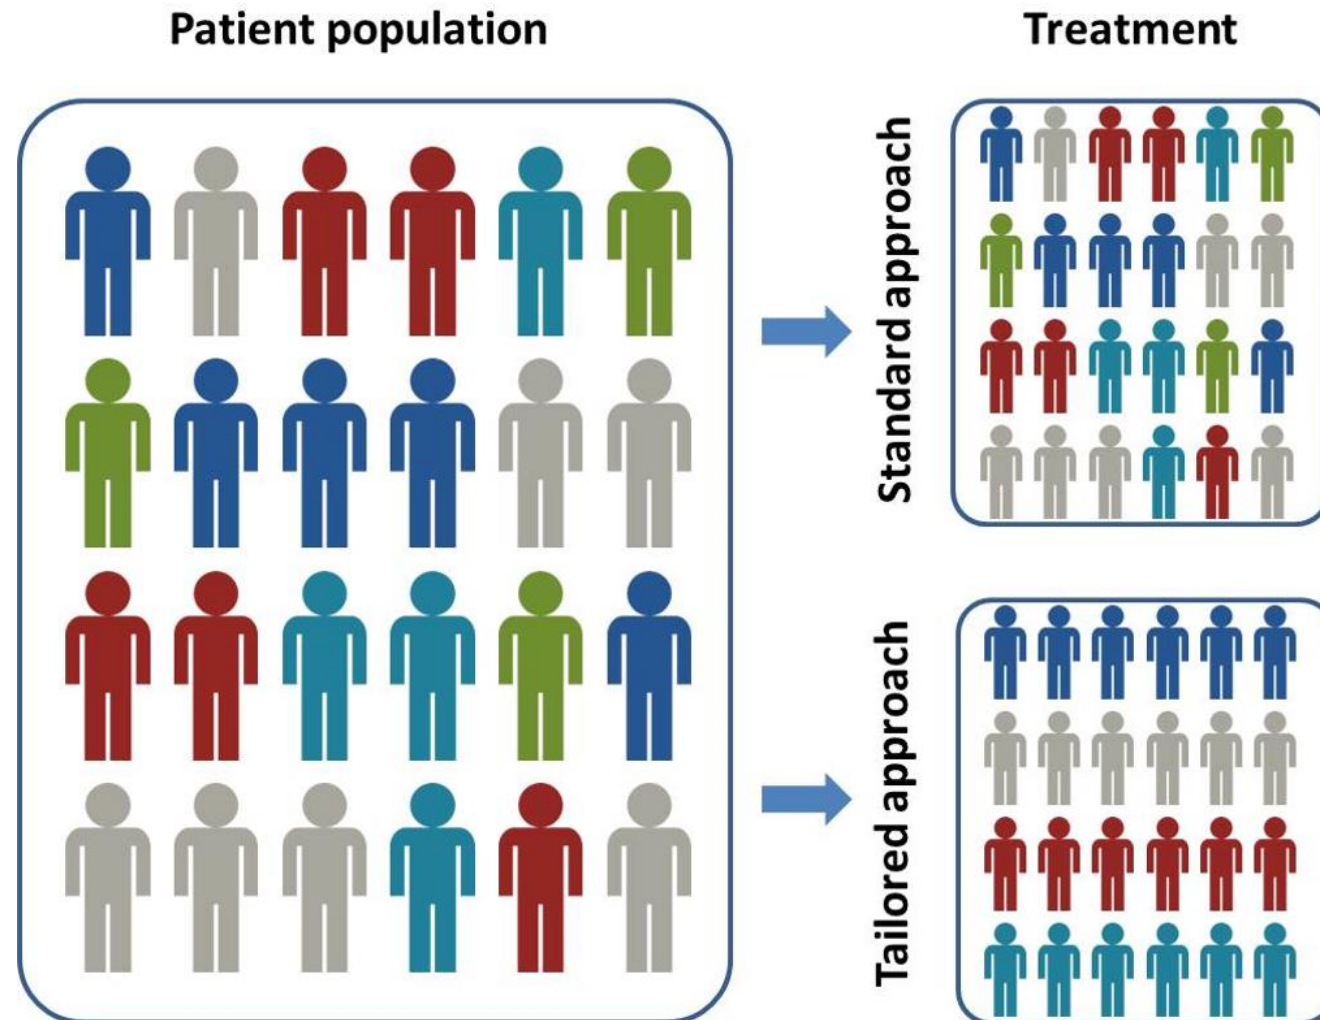 Patient population
Treatment
Standard approach
Tailored approach